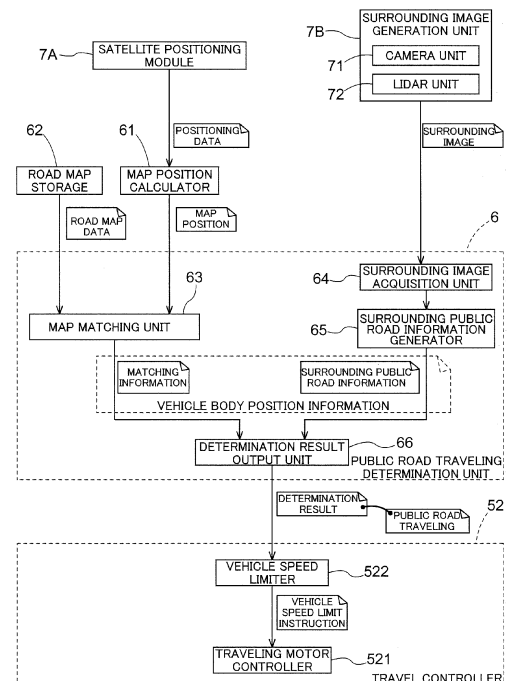 SURROUNDING IMAGE
GENERATION UNIT
7B
71
CAMERA UNIT
72
LIDAR UNIT
7A
SATELLITE POSITIONING
MODULE
POSITIONING
DATA
SURROUNDING
IMAGE
62
61
ROAD MAP
STORAGE
MAP POSITION
CALCULATOR
ROAD MAP
DATA
MAP
POSITION
6
63
64
SURROUNDING IMAGE
ACQUISITION UNIT
MAP MATCHING UNIT
65
SURROUNDING PUBLIC
ROAD INFORMATION
GENERATOR
MATCHING
INFORMATION
SURROUNDING PUBLIC
ROAD INFORMATION
VEHICLE BODY POSITION INFORMATION
66
DETERMINATION RESULT
OUTPUT UNIT
PUBLIC ROAD TRAVELING
DETERMINATION UNIT
DETERMINATION
RESULT
PUBLIC ROAD
TRAVELING
52
VEHICLE SPEED
LIMITER
522
VEHICLE
SPEED LIMIT
INSTRUCTION
TRAVELING MOTOR
CONTROLLER
521
TRAVEL CONTROLLER